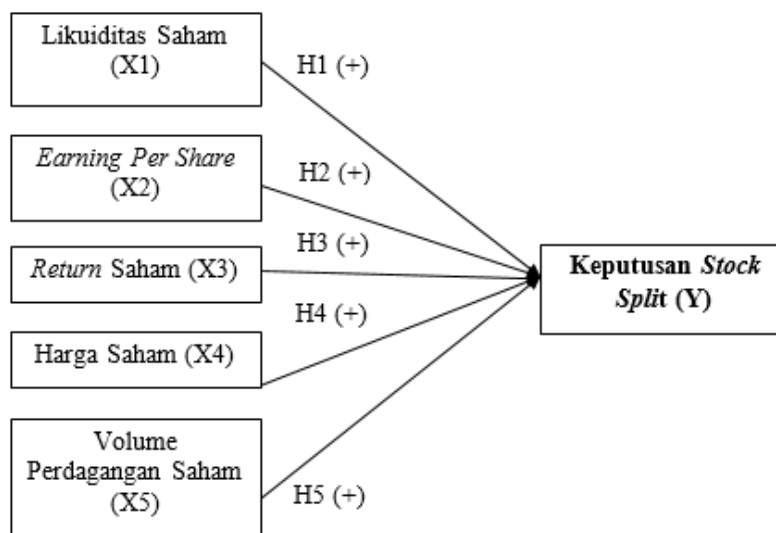 Likuiditas Saham
(X1)
H1 (+)
Earning Per Share
(X2)
H2 (+)
Return Saham (X3)
H3 (+)
Keputusan Stock
Split (Y)
Harga Saham (X4)
H4 (+)
Volume
Perdagangan Saham
(X5)
H5 (+)